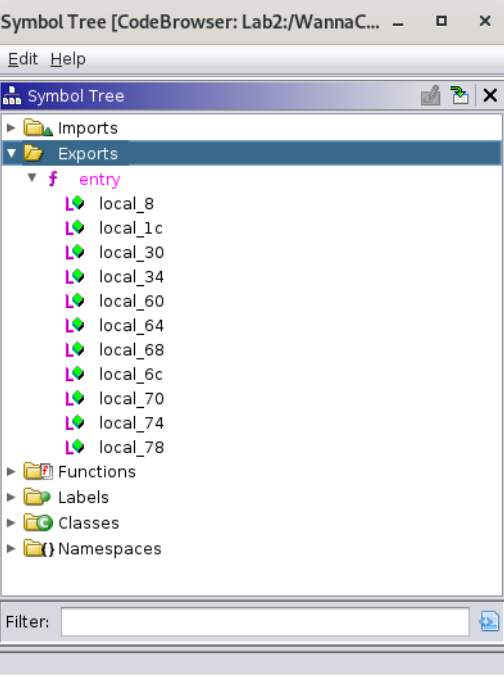 Symbol Tree [CodeBrowser: Lab2:/WannaC...
Edit Help
Symbol Tree
Imports
Exports
f entry
L local_8
L local_1c
L local_30
L local_34
L local_60
L local_64
L local_68
L local_6c
L local_70
L local_74
L local_78
f Functions
L Labels
C Classes
{} Namespaces
Filter: